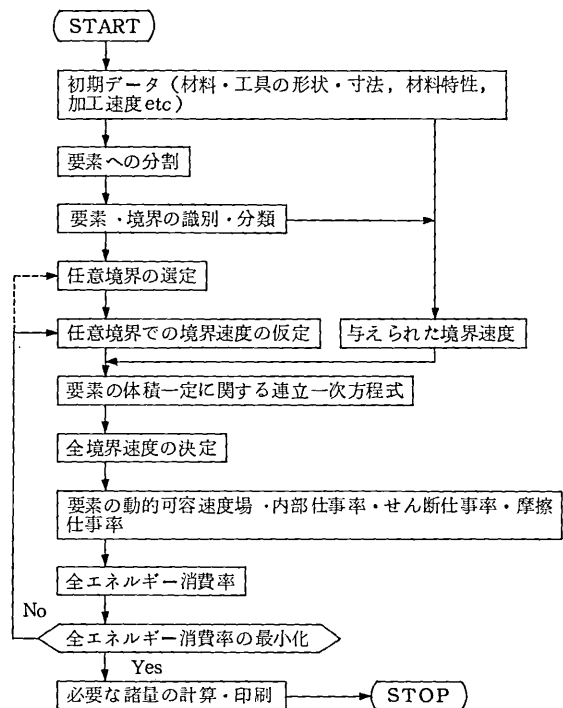 START
初期データ（材料・工具の形状・寸法，材料特性，
加工速度etc）
要素への分割
要素・境界の識別・分類
任意境界の選定
任意境界での境界速度の仮定
与えられた境界速度
要素の体積一定に関する連立一次方程式
全境界速度の決定
要素の動的可容速度場・内部仕事率・せん断仕事率・摩擦
仕事率
全エネルギー消費率
No
全エネルギー消費率の最小化
Yes
必要な諸量の計算・印刷
STOP